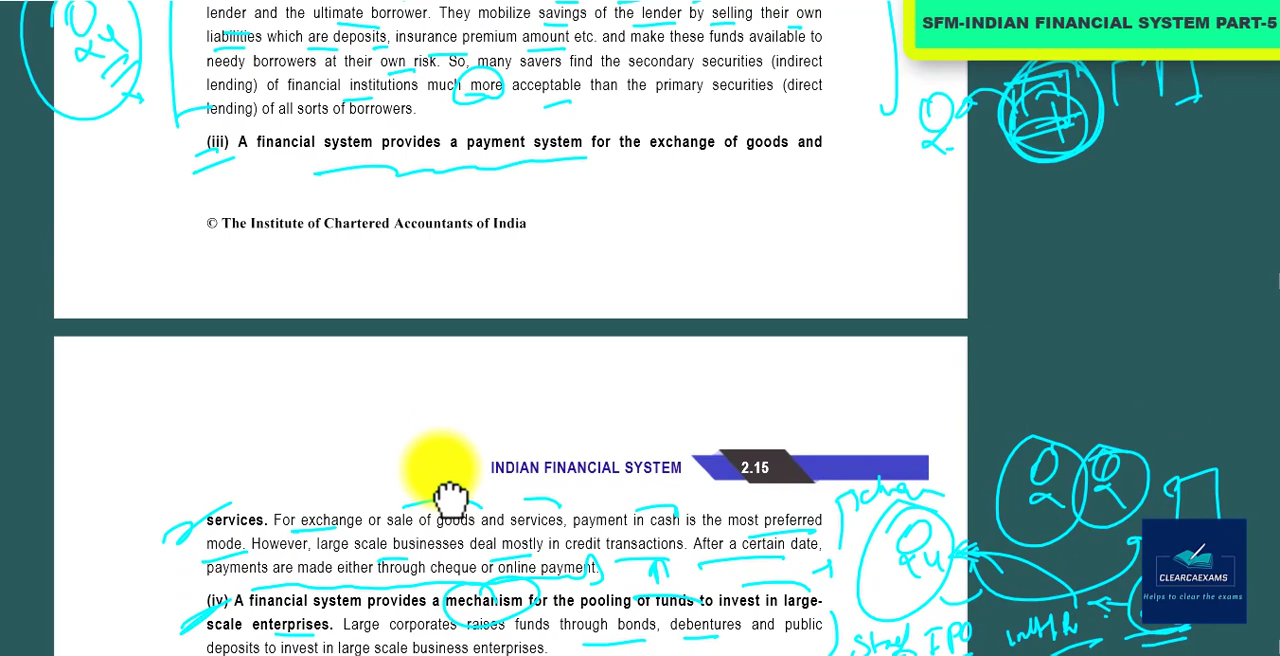 SFM-INDIAN FINANCIAL SYSTEM PART-5
lender and the ultimate borrower. They mobilize savings of the lender by selling their own
liabilities which are deposits, insurance premium amount etc. and make these funds available to
needy borrowers at their own risk. So, many savers find the secondary securities (indirect
lending) of financial institutions much more acceptable than the primary securities (direct
lending) of all sorts of borrowers.
(iii) A financial system provides a payment system for the exchange of goods and
© The Institute of Chartered Accountants of India
INDIAN FINANCIAL SYSTEM 2.15
services. For exchange or sale of goods and services, payment in cash is the most preferred
mode. However, large scale businesses deal mostly in credit transactions. After a certain date,
payments are made either through cheque or online payment.
(iv) A financial system provides a mechanism for the pooling of funds to invest in large-
scale enterprises. Large corporates raises funds through bonds, debentures and public
deposits to invest in large scale business enterprises.
IPO
CLEARCAEXAMS
Helps to clear the exams